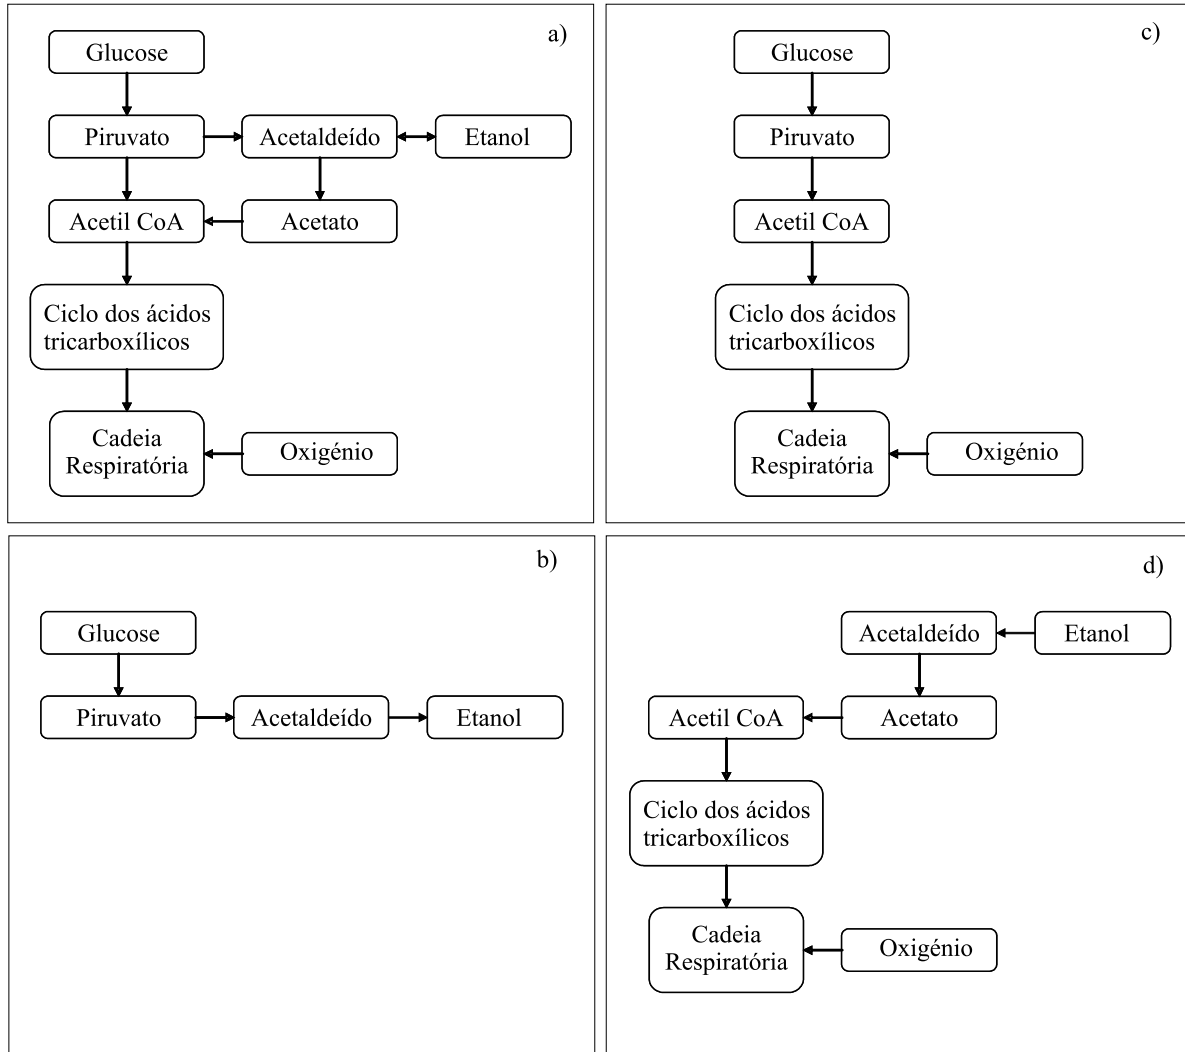 a)
Glucose
Piruvato
Acetaldeído
Etanol
Acetil CoA
Acetato
Ciclo dos ácidos
tricarboxílicos
Cadeia
Respiratória
Oxigénio
c)
Glucose
Piruvato
Acetil CoA
Ciclo dos ácidos
tricarboxílicos
Cadeia
Respiratória
Oxigénio
b)
Glucose
Piruvato
Acetaldeído
Etanol
d)
Acetaldeído
Etanol
Acetil CoA
Acetato
Ciclo dos ácidos
tricarboxílicos
Cadeia
Respiratória
Oxigénio